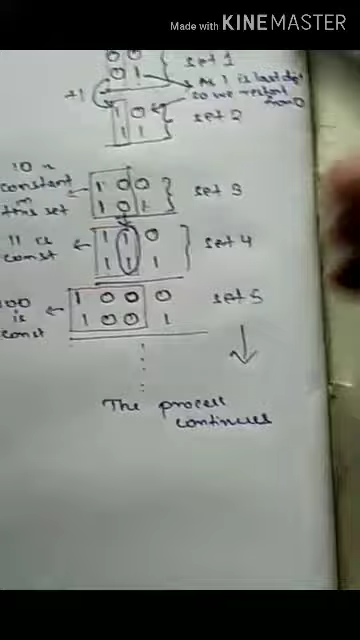 Made with KINEMASTER
0 0
0 1
set 1
As 1 is last digit
so we restart
from 0
+1
1 0
1 1
set 2
10 is
constant
in
this set
1 0 0
1 0 1
set 3
11 is
const
1 1 0
1 1 1
set 4
100
is
const
1 0 0 0
1 0 0 1
set 5
The process
continues